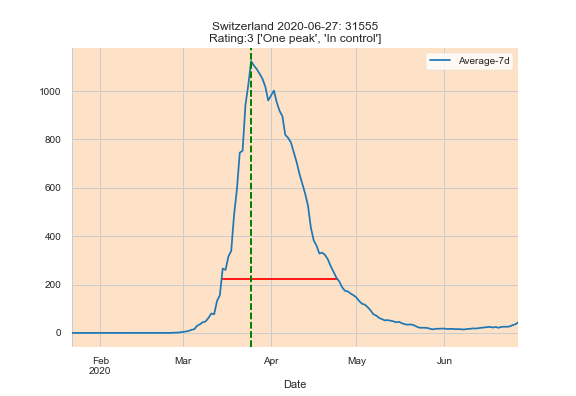 Switzerland 2020-06-27: 31555
Rating:3 ['One peak', 'In control']
Average-7d
1000
800
600
400
200
0
Feb Mar Apr May Jun
2020
Date